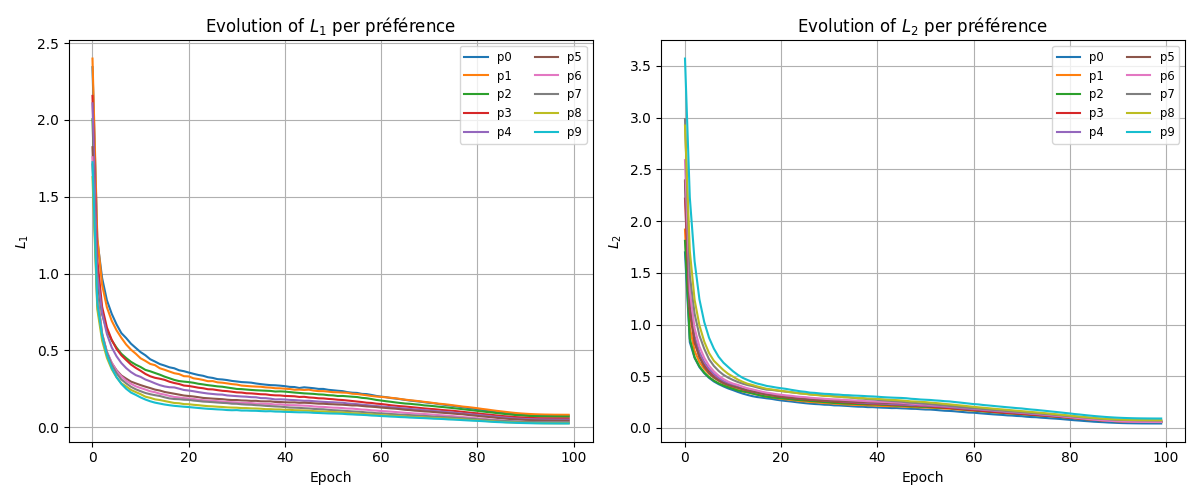 Evolution of L₁ per préférence
2.5
2.0
1.5
1.0
0.5
0.0
L₁
0 20 40 60 80 100
Epoch
p0 p5
p1 p6
p2 p7
p3 p8
p4 p9
Evolution of L₂ per préférence
3.5
3.0
2.5
2.0
1.5
1.0
0.5
0.0
L₂
0 20 40 60 80 100
Epoch
p0 p5
p1 p6
p2 p7
p3 p8
p4 p9